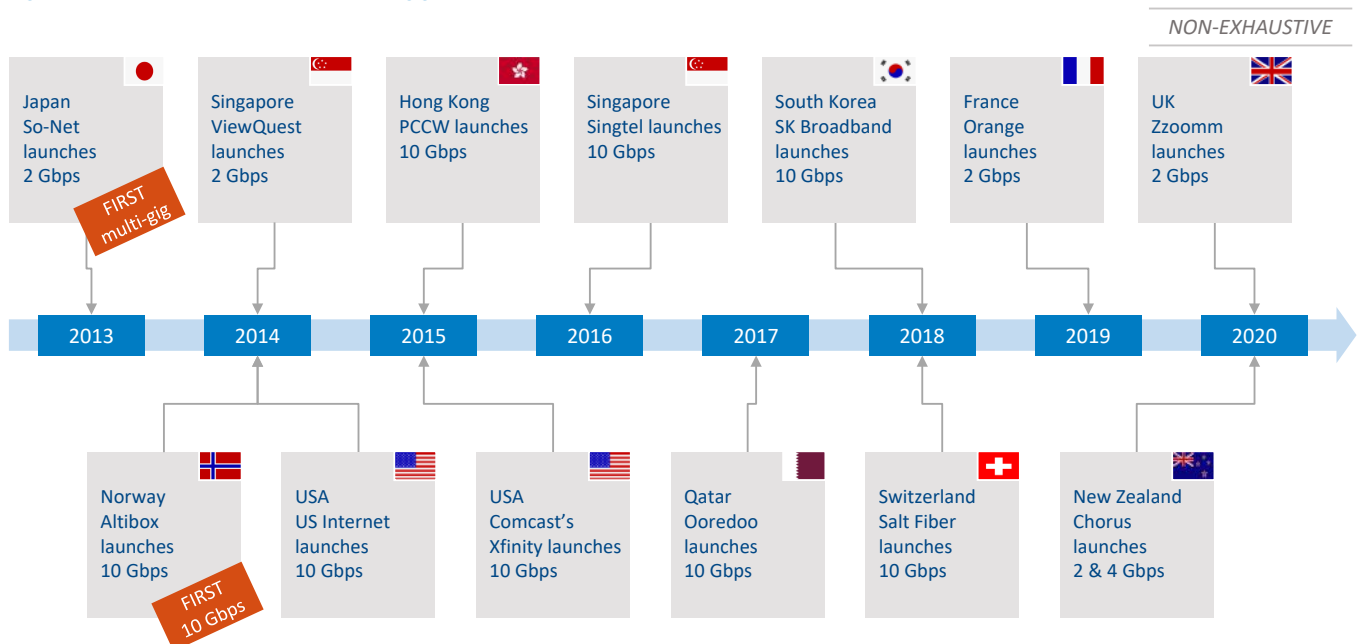 NON-EXHAUSTIVE
Japan
So-Net
launches
2 Gbps
FIRST
multi-gig
Singapore
ViewQuest
launches
2 Gbps
Hong Kong
PCCW launches
10 Gbps
Singapore
Singtel launches
10 Gbps
South Korea
SK Broadband
launches
10 Gbps
France
Orange
launches
2 Gbps
UK
Zzoomm
launches
2 Gbps
2013
2014
2015
2016
2017
2018
2019
2020
Norway
Altibox
launches
10 Gbps
FIRST
10 Gbps
USA
US Internet
launches
10 Gbps
USA
Comcast's
Xfinity launches
10 Gbps
Qatar
Ooredoo
launches
10 Gbps
Switzerland
Salt Fiber
launches
10 Gbps
New Zealand
Chorus
launches
2 & 4 Gbps